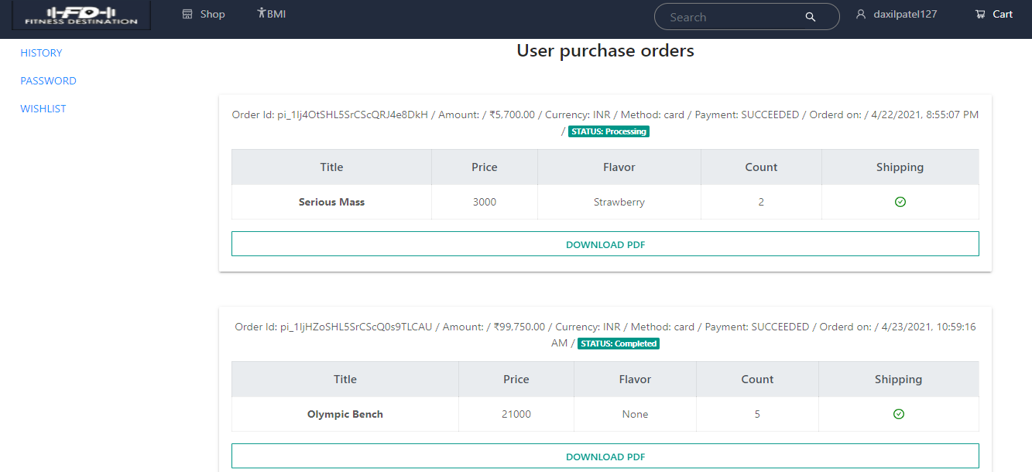 FD
FITNESS DESTINATION
Shop
BMI
Search
daxilpatel127
Cart
HISTORY
PASSWORD
WISHLIST
User purchase orders
Order Id: pi_1Ij4OtSHL5SrCScQRJ4e8DkH / Amount: / ₹5,700.00 / Currency: INR / Method: card / Payment: SUCCEEDED / Orderd on: / 4/22/2021, 8:55:07 PM
/ STATUS: Processing
Title Price Flavor Count Shipping
Serious Mass 3000 Strawberry 2
DOWNLOAD PDF
Order Id: pi_1IjHZoSHL5SrCScQ0s9TLCAU / Amount: / ₹99,750.00 / Currency: INR / Method: card / Payment: SUCCEEDED / Orderd on: / 4/23/2021, 10:59:16
AM / STATUS: Completed
Title Price Flavor Count Shipping
Olympic Bench 21000 None 5
DOWNLOAD PDF